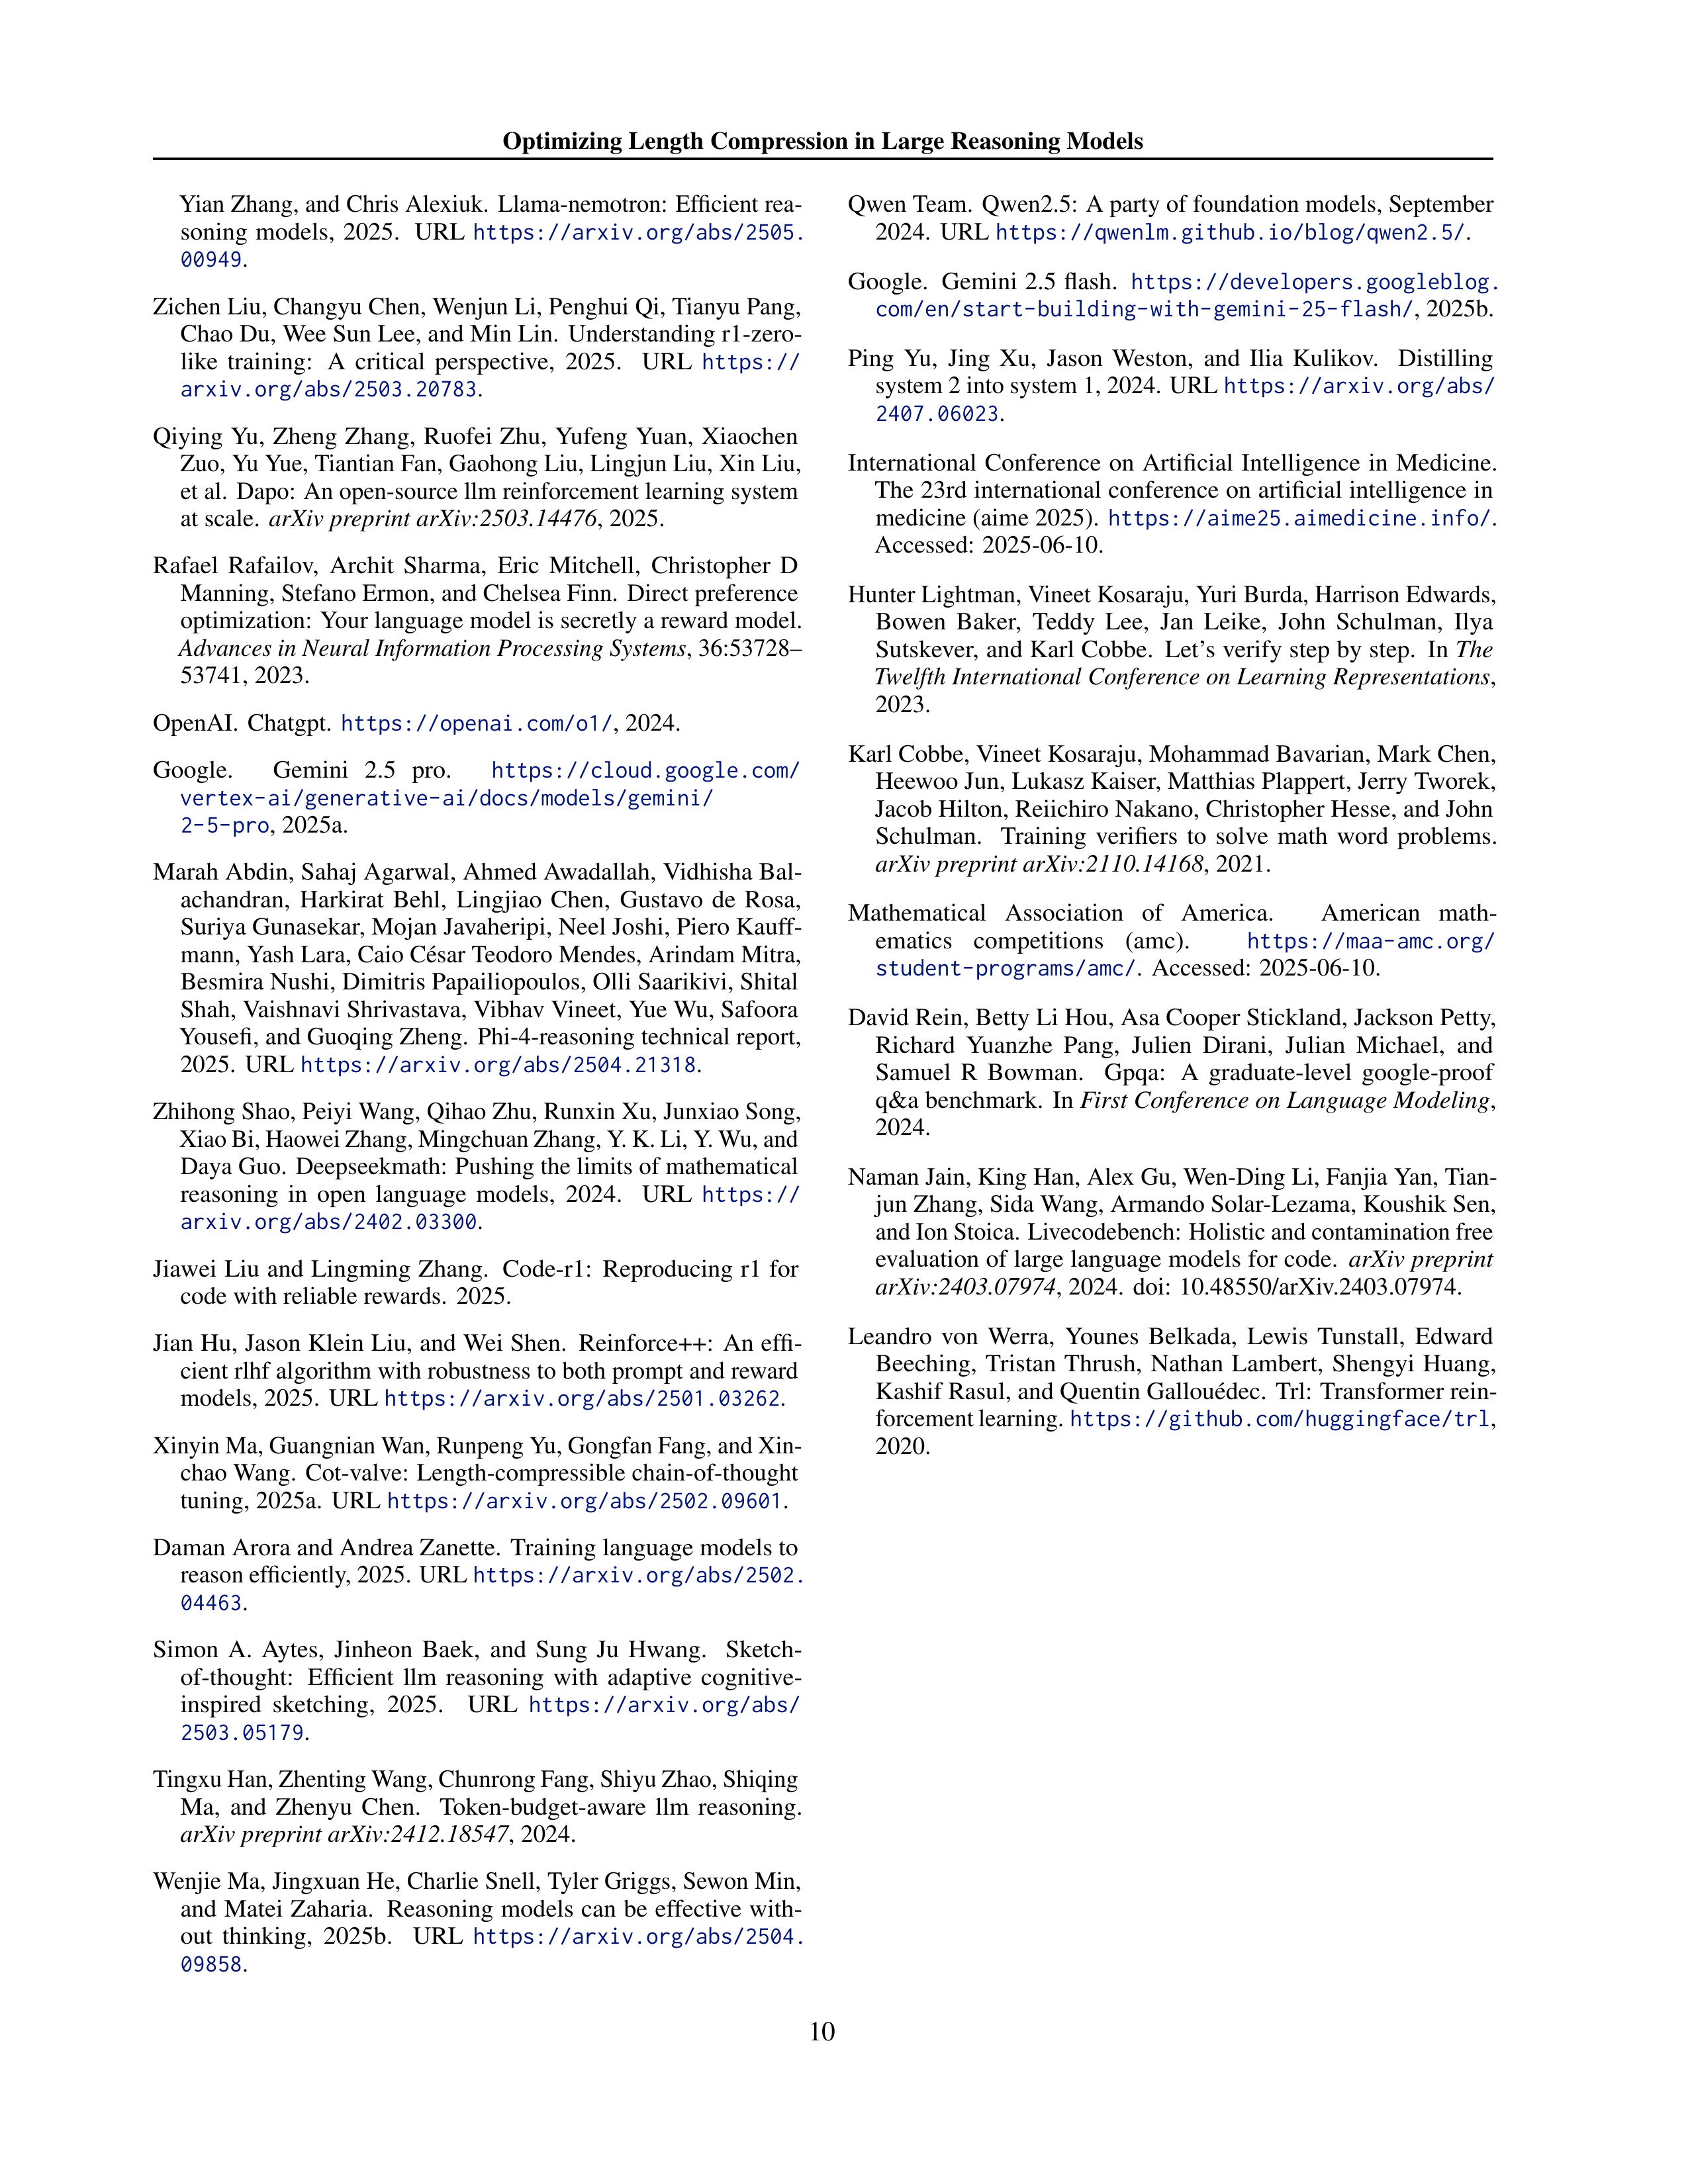 Optimizing Length Compression in Large Reasoning Models
Yian Zhang, and Chris Alexiuk. Llama-nemotron: Efficient rea-
soning models, 2025. URL https://arxiv.org/abs/2505.
00949.
Zichen Liu, Changyu Chen, Wenjun Li, Penghui Qi, Tianyu Pang,
Chao Du, Wee Sun Lee, and Min Lin. Understanding r1-zero-
like training: A critical perspective, 2025. URL https://
arxiv.org/abs/2503.20783.
Qiying Yu, Zheng Zhang, Ruofei Zhu, Yufeng Yuan, Xiaochen
Zuo, Yu Yue, Tiantian Fan, Gaohong Liu, Lingjun Liu, Xin Liu,
et al. Dapo: An open-source llm reinforcement learning system
at scale. arXiv preprint arXiv:2503.14476, 2025.
Rafael Rafailov, Archit Sharma, Eric Mitchell, Christopher D
Manning, Stefano Ermon, and Chelsea Finn. Direct preference
optimization: Your language model is secretly a reward model.
Advances in Neural Information Processing Systems, 36:53728–
53741, 2023.
OpenAI. Chatgpt. https://openai.com/o1/, 2024.
Google. Gemini 2.5 pro. https://cloud.google.com/
vertex-ai/generative-ai/docs/models/gemini/
2-5-pro, 2025a.
Marah Abdin, Sahaj Agarwal, Ahmed Awadallah, Vidhisha Bal-
achandran, Harkirat Behl, Lingjiao Chen, Gustavo de Rosa,
Suriya Gunasekar, Mojan Javaheripi, Neel Joshi, Piero Kauff-
mann, Yash Lara, Caio César Teodoro Mendes, Arindam Mitra,
Besmira Nushi, Dimitris Papailiopoulos, Olli Saarikivi, Shital
Shah, Vaishnavi Shrivastava, Vibhav Vineet, Yue Wu, Safoora
Yousefi, and Guoqing Zheng. Phi-4-reasoning technical report,
2025. URL https://arxiv.org/abs/2504.21318.
Zhihong Shao, Peiyi Wang, Qihao Zhu, Runxin Xu, Junxiao Song,
Xiao Bi, Haowei Zhang, Mingchuan Zhang, Y. K. Li, Y. Wu, and
Daya Guo. Deepseekmath: Pushing the limits of mathematical
reasoning in open language models, 2024. URL https://
arxiv.org/abs/2402.03300.
Jiawei Liu and Lingming Zhang. Code-r1: Reproducing r1 for
code with reliable rewards. 2025.
Jian Hu, Jason Klein Liu, and Wei Shen. Reinforce++: An effi-
cient rlhf algorithm with robustness to both prompt and reward
models, 2025. URL https://arxiv.org/abs/2501.03262.
Xinyin Ma, Guangnian Wan, Runpeng Yu, Gongfan Fang, and Xin-
chao Wang. Cot-valve: Length-compressible chain-of-thought
tuning, 2025a. URL https://arxiv.org/abs/2502.09601.
Daman Arora and Andrea Zanette. Training language models to
reason efficiently, 2025. URL https://arxiv.org/abs/2502.
04463.
Simon A. Aytes, Jinheon Baek, and Sung Ju Hwang. Sketch-
of-thought: Efficient llm reasoning with adaptive cognitive-
inspired sketching, 2025. URL https://arxiv.org/abs/
2503.05179.
Tingxu Han, Zhenting Wang, Chunrong Fang, Shiyu Zhao, Shiqing
Ma, and Zhenyu Chen. Token-budget-aware llm reasoning.
arXiv preprint arXiv:2412.18547, 2024.
Wenjie Ma, Jingxuan He, Charlie Snell, Tyler Griggs, Sewon Min,
and Matei Zaharia. Reasoning models can be effective with-
out thinking, 2025b. URL https://arxiv.org/abs/2504.
09858.
Qwen Team. Qwen2.5: A party of foundation models, September
2024. URL https://qwenlm.github.io/blog/qwen2.5/.
Google. Gemini 2.5 flash. https://developers.googleblog.
com/en/start-building-with-gemini-25-flash/, 2025b.
Ping Yu, Jing Xu, Jason Weston, and Ilia Kulikov. Distilling
system 2 into system 1, 2024. URL https://arxiv.org/abs/
2407.06023.
International Conference on Artificial Intelligence in Medicine.
The 23rd international conference on artificial intelligence in
medicine (aime 2025). https://aime25.aimedicine.info/.
Accessed: 2025-06-10.
Hunter Lightman, Vineet Kosaraju, Yuri Burda, Harrison Edwards,
Bowen Baker, Teddy Lee, Jan Leike, John Schulman, Ilya
Sutskever, and Karl Cobbe. Let's verify step by step. In The
Twelfth International Conference on Learning Representations,
2023.
Karl Cobbe, Vineet Kosaraju, Mohammad Bavarian, Mark Chen,
Heewoo Jun, Lukasz Kaiser, Matthias Plappert, Jerry Tworek,
Jacob Hilton, Reiichiro Nakano, Christopher Hesse, and John
Schulman. Training verifiers to solve math word problems.
arXiv preprint arXiv:2110.14168, 2021.
Mathematical Association of America. American math-
ematics competitions (amc). https://maa-amc.org/
student-programs/amc/. Accessed: 2025-06-10.
David Rein, Betty Li Hou, Asa Cooper Stickland, Jackson Petty,
Richard Yuanzhe Pang, Julien Dirani, Julian Michael, and
Samuel R Bowman. Gpqa: A graduate-level google-proof
q&a benchmark. In First Conference on Language Modeling,
2024.
Naman Jain, King Han, Alex Gu, Wen-Ding Li, Fanjia Yan, Tian-
jun Zhang, Sida Wang, Armando Solar-Lezama, Koushik Sen,
and Ion Stoica. Livecodebench: Holistic and contamination free
evaluation of large language models for code. arXiv preprint
arXiv:2403.07974, 2024. doi: 10.48550/arXiv.2403.07974.
Leandro von Werra, Younes Belkada, Lewis Tunstall, Edward
Beeching, Tristan Thrush, Nathan Lambert, Shengyi Huang,
Kashif Rasul, and Quentin Gallouédec. Trl: Transformer rein-
forcement learning. https://github.com/huggingface/trl,
2020.
10